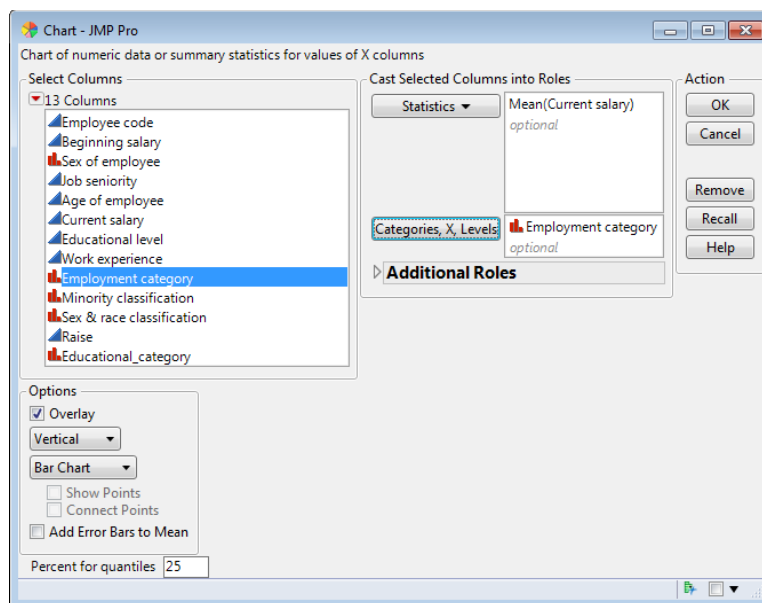 Chart - JMP Pro
Chart of numeric data or summary statistics for values of X columns
Select Columns
13 Columns
Employee code
Beginning salary
Sex of employee
Job seniority
Age of employee
Current salary
Educational level
Work experience
Employment category
Minority classification
Sex & race classification
Raise
Educational_category
Cast Selected Columns into Roles
Statistics
Mean(Current salary)
optional
Categories, X, Levels
Employment category
optional
Additional Roles
Action
OK
Cancel
Remove
Recall
Help
Options
Overlay
Vertical
Bar Chart
Show Points
Connect Points
Add Error Bars to Mean
Percent for quantiles 25